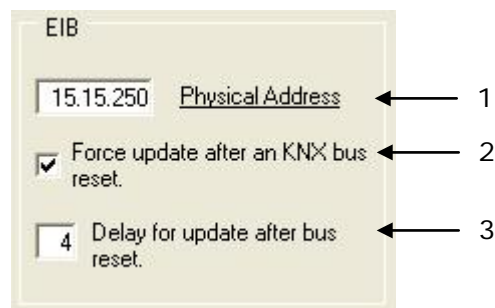 EIB
15.15.250 Physical Address 1
Force update after an KNX bus 2
reset.
4 Delay for update after bus 3
reset.